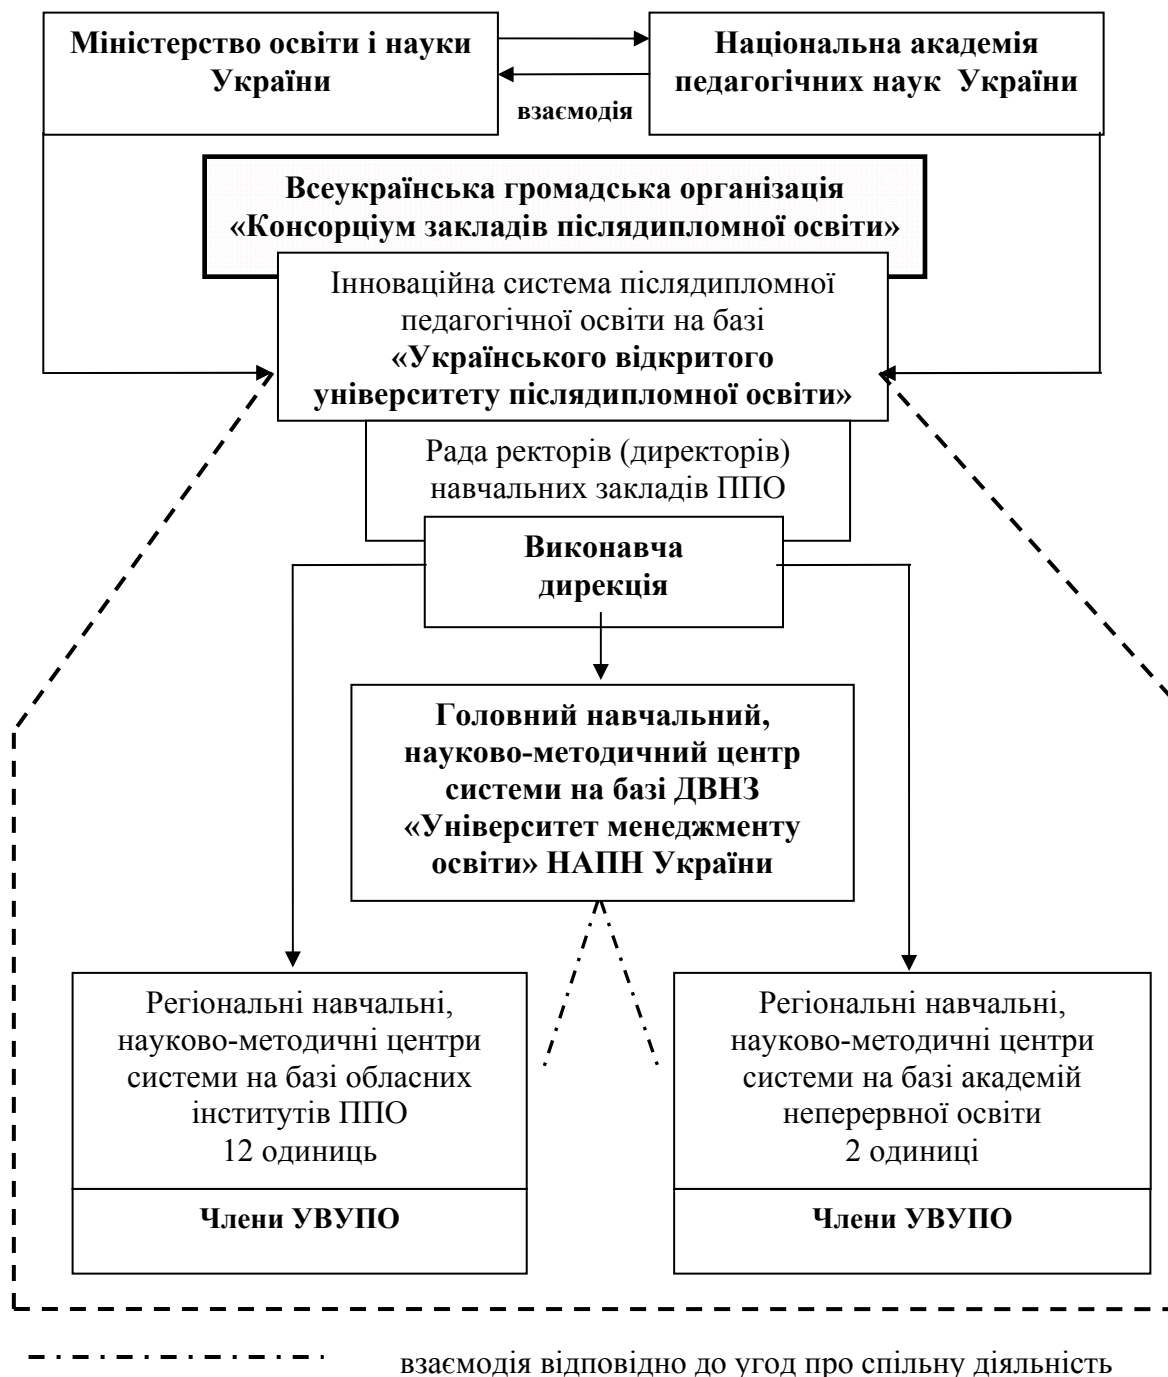 Міністерство освіти і науки
України
Національна академія
педагогічних наук України
взаємодія
Всеукраїнська громадська організація
«Консорціум закладів післядипломної освіти»
Інноваційна система післядипломної
педагогічної освіти на базі
«Українського відкритого
університету післядипломної освіти»
Рада ректорів (директорів)
навчальних закладів ППО
Виконавча
дирекція
Головний навчальний,
науково-методичний центр
системи на базі ДВНЗ
«Університет менеджменту
освіти» НАПН України
Регіональні навчальні,
науково-методичні центри
системи на базі обласних
інститутів ППО
12 одиниць
Члени УВУПО
Регіональні навчальні,
науково-методичні центри
системи на базі академій
неперервної освіти
2 одиниці
Члени УВУПО
взаємодія відповідно до угод про спільну діяльність